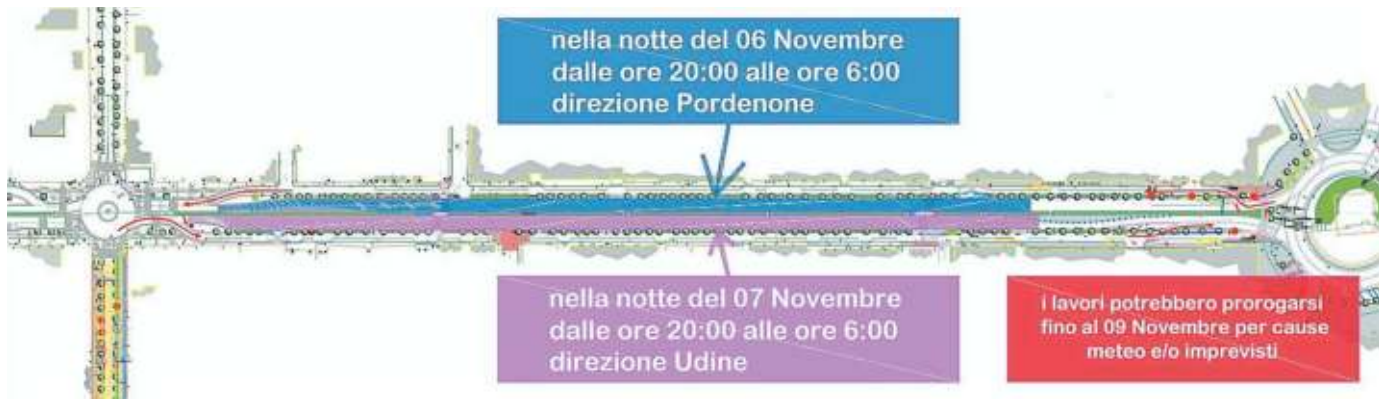 nella notte del 06 Novembre
dalle ore 20:00 alle ore 6:00
direzione Pordenone
nella notte del 07 Novembre
dalle ore 20:00 alle ore 6:00
direzione Udine
i lavori potrebbero prorogarsi
fino al 09 Novembre per cause
meteo e/o imprevisti